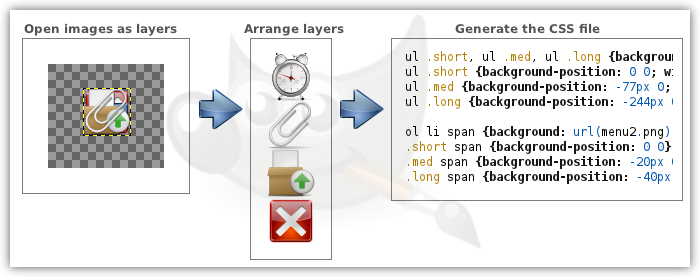 Open images as layers
Arrange layers
Generate the CSS file
ul .short, ul .med, ul .long {backgroun
ul .short {background-position: 0 0; wi
ul .med {background-position: -77px 0;
ul .long {background-position: -244px 0
ol li span {background: url(menu2.png)
.short span {background-position: 0 0}
.med span {background-position: -20px 0
.long span {background-position: -40px